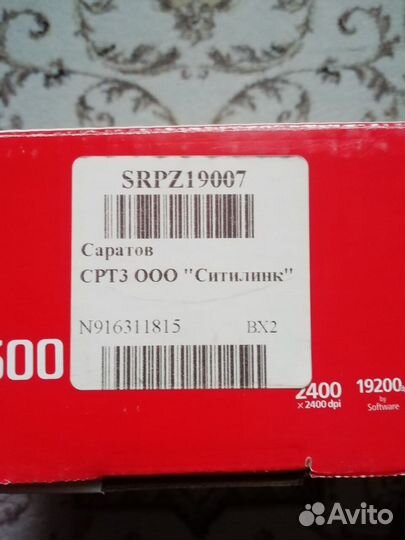 SRPZ19007
Саратов
СРТ3 ООО "Ситилинк"
N916311815 BX2
500
2400
× 2400 dpi
19200
by
Software
Avito